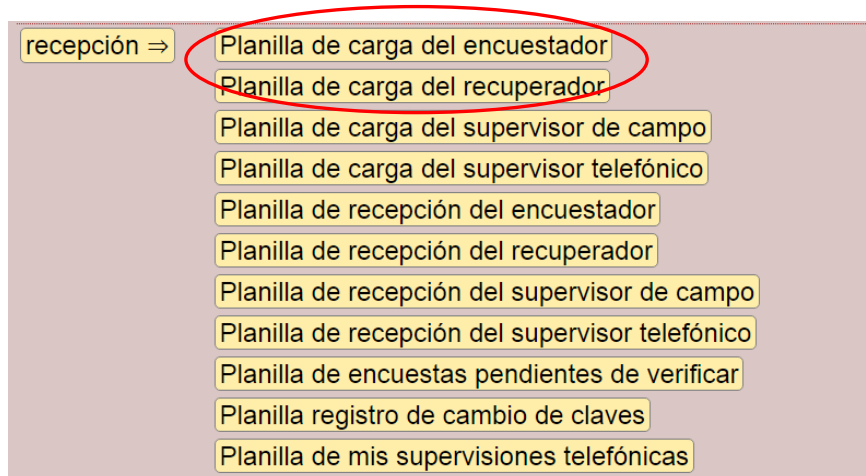 recepción ⇒ Planilla de carga del encuestador
Planilla de carga del recuperador
Planilla de carga del supervisor de campo
Planilla de carga del supervisor telefónico
Planilla de recepción del encuestador
Planilla de recepción del recuperador
Planilla de recepción del supervisor de campo
Planilla de recepción del supervisor telefónico
Planilla de encuestas pendientes de verificar
Planilla registro de cambio de claves
Planilla de mis supervisiones telefónicas